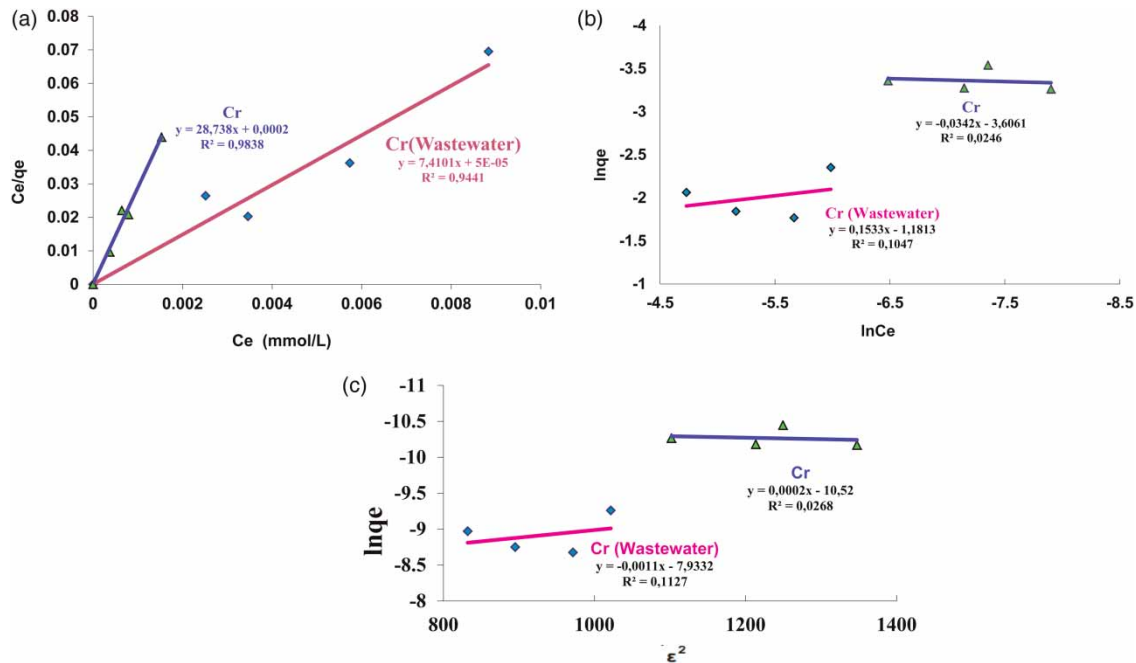 (a)
0.08
0.07
0.06
0.05
0.04
0.03
0.02
0.01
0
Ce/qe
Cr
y = 28,738x + 0,0002
R² = 0,9838
Cr(Wastewater)
y = 7,4101x + 5E-05
R² = 0,9441
0 0.002 0.004 0.006 0.008 0.01
Ce (mmol/L)
(b)
-4
-3.5
-3
-2.5
-2
-1.5
-1
lnqe
Cr
y = -0,0342x - 3,6061
R² = 0,0246
Cr (Wastewater)
y = 0,1533x - 1,1813
R² = 0,1047
-4.5 -5.5 -6.5 -7.5 -8.5
lnCe
(c)
-11
-10.5
-10
-9.5
-9
-8.5
-8
lnqe
Cr
y = 0,0002x - 10,52
R² = 0,0268
Cr (Wastewater)
y = -0,0011x - 7,9332
R² = 0,1127
800 1000 1200 1400
ε²